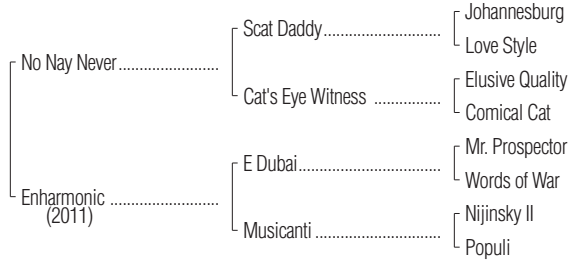 Johannesburg
Scat Daddy
Love Style
No Nay Never
Elusive Quality
Cat's Eye Witness
Comical Cat
Mr. Prospector
E Dubai
Words of War
Enharmonic
(2011)
Nijinsky II
Musicanti
Populi